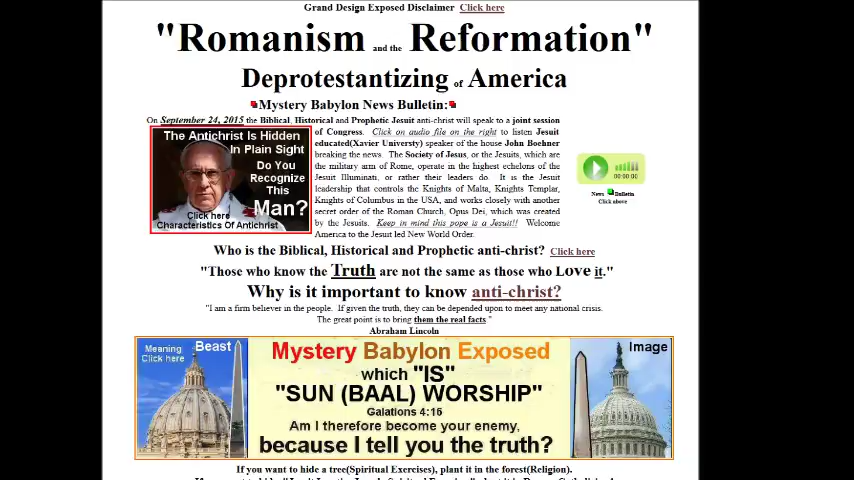 Grand Design Exposed Disclaimer Click here
"Romanism and the Reformation"
Deprotestantizing of America
Mystery Babylon News Bulletin:
On September 24, 2015 the Biblical, Historical and Prophetic Jesuit anti-christ will speak to a joint session
of Congress. Click on audio file on the right to listen Jesuit
educated(Xavier Universty) speaker of the house John Boehner
breaking the news. The Society of Jesus, or the Jesuits, which are
the military arm of Rome, operate in the highest echelons of the
Jesuit Illuminati, or rather their leaders do. It is the Jesuit
leadership that controls the Knights of Malta, Knights Templar,
Knights of Columbus in the USA, and works closely with another
secret order of the Roman Church, Opus Dei, which was created
by the Jesuits. Keep in mind this pope is a Jesuit!! Welcome
America to the Jesuit led New World Order.
The Antichrist Is Hidden
In Plain Sight
Do You
Recognize
This
Man?
Click here
Characteristics Of Antichrist
00:00:00
News Bulletin
Click above
Who is the Biblical, Historical and Prophetic anti-christ? Click here
"Those who know the Truth are not the same as those who Love it."
Why is it important to know anti-christ?
"I am a firm believer in the people. If given the truth, they can be depended upon to meet any national crisis.
The great point is to bring them the real facts."
Abraham Lincoln
Meaning
Click here
Beast
Mystery Babylon Exposed
which "IS"
"SUN (BAAL) WORSHIP"
Galations 4:16
Am I therefore become your enemy,
because I tell you the truth?
Image
If you want to hide a tree(Spiritual Exercises), plant it in the forest(Religion).